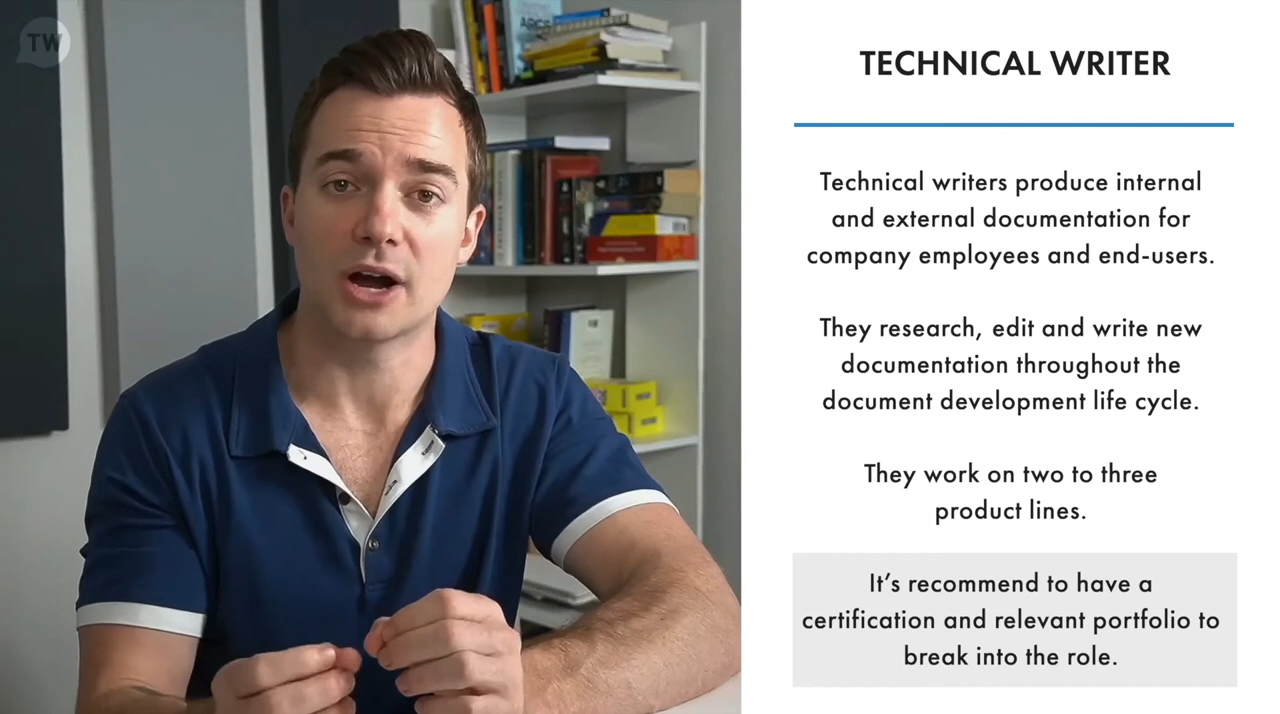 TW
TECHNICAL WRITER
Technical writers produce internal
and external documentation for
company employees and end-users.
They research, edit and write new
documentation throughout the
document development life cycle.
They work on two to three
product lines.
It’s recommend to have a
certification and relevant portfolio to
break into the role.